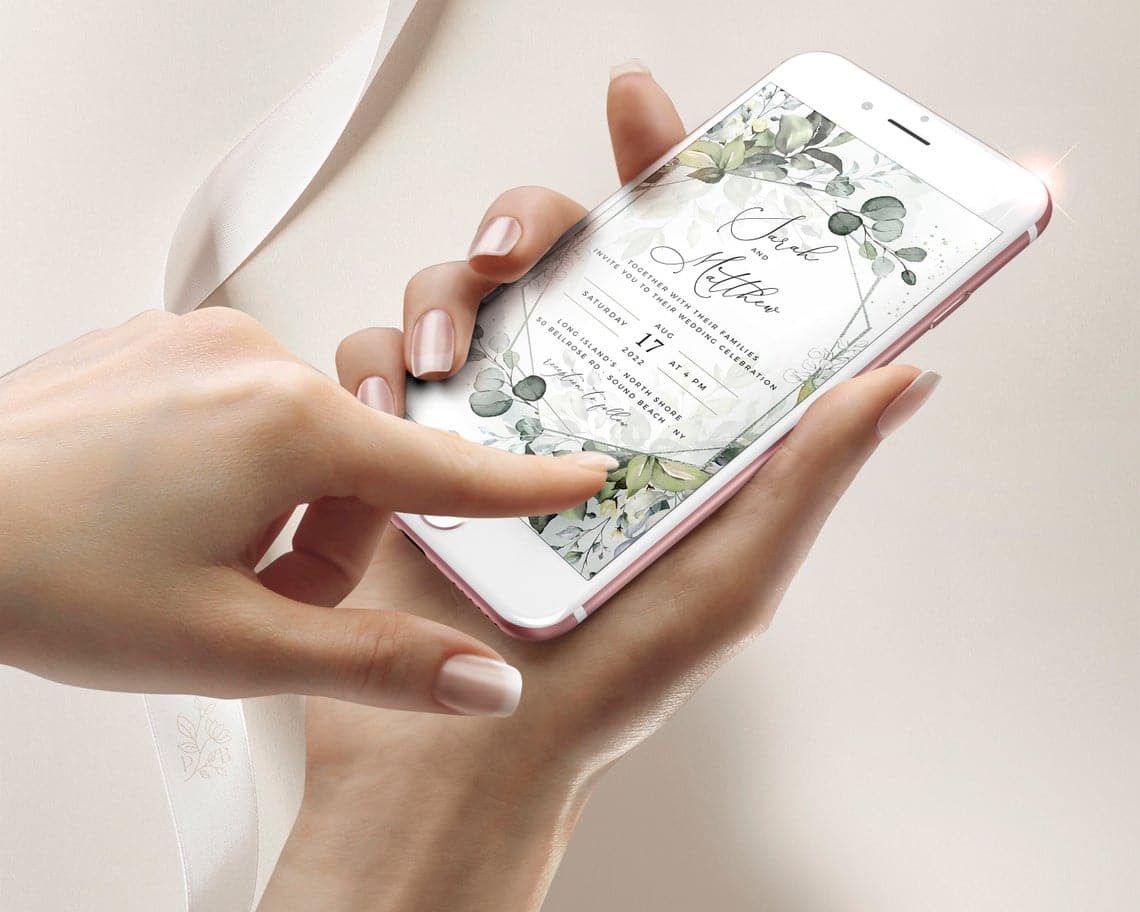 Sarah
AND
Matthew
TOGETHER WITH THEIR FAMILIES
INVITE YOU TO THEIR WEDDING CELEBRATION
SATURDAY
AUG
17
2022
AT 4 PM
LONG ISLAND'S · NORTH SHORE
50 BELLROSE RD · SOUND BEACH · NY
Reception to follow
D B